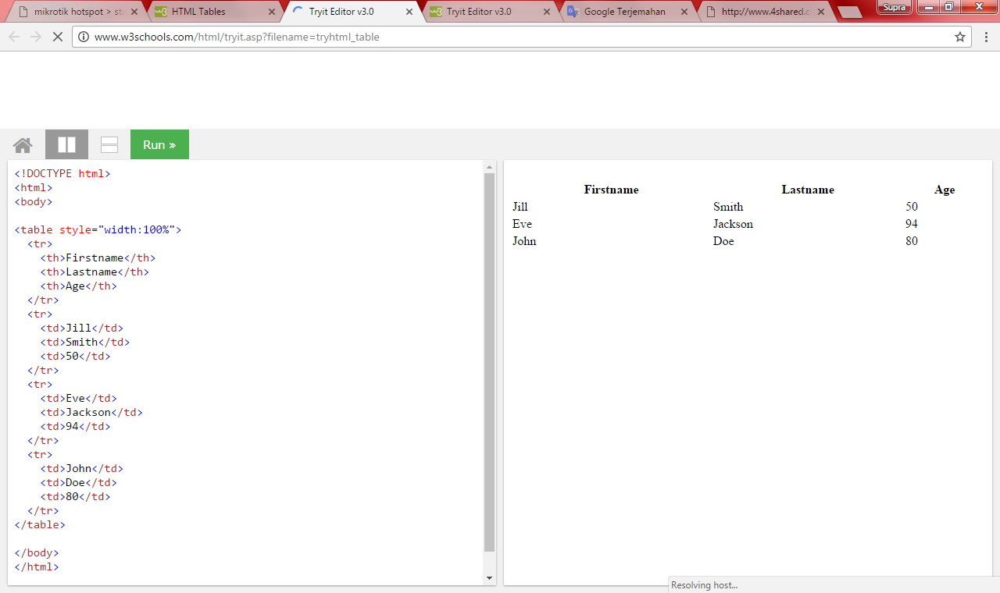 mikrotik hotspot > sta
HTML Tables
Tryit Editor v3.0
Tryit Editor v3.0
Google Terjemahan
http://www.4shared.c
Supra
www.w3schools.com/html/tryit.asp?filename=tryhtml_table
Run »
<!DOCTYPE html>
<html>
<body>
<table style="width:100%">
<tr>
<th>Firstname</th>
<th>Lastname</th>
<th>Age</th>
</tr>
<tr>
<td>Jill</td>
<td>Smith</td>
<td>50</td>
</tr>
<tr>
<td>Eve</td>
<td>Jackson</td>
<td>94</td>
</tr>
<tr>
<td>John</td>
<td>Doe</td>
<td>80</td>
</tr>
</table>
</body>
</html>
Firstname Lastname Age
Jill Smith 50
Eve Jackson 94
John Doe 80
Resolving host...